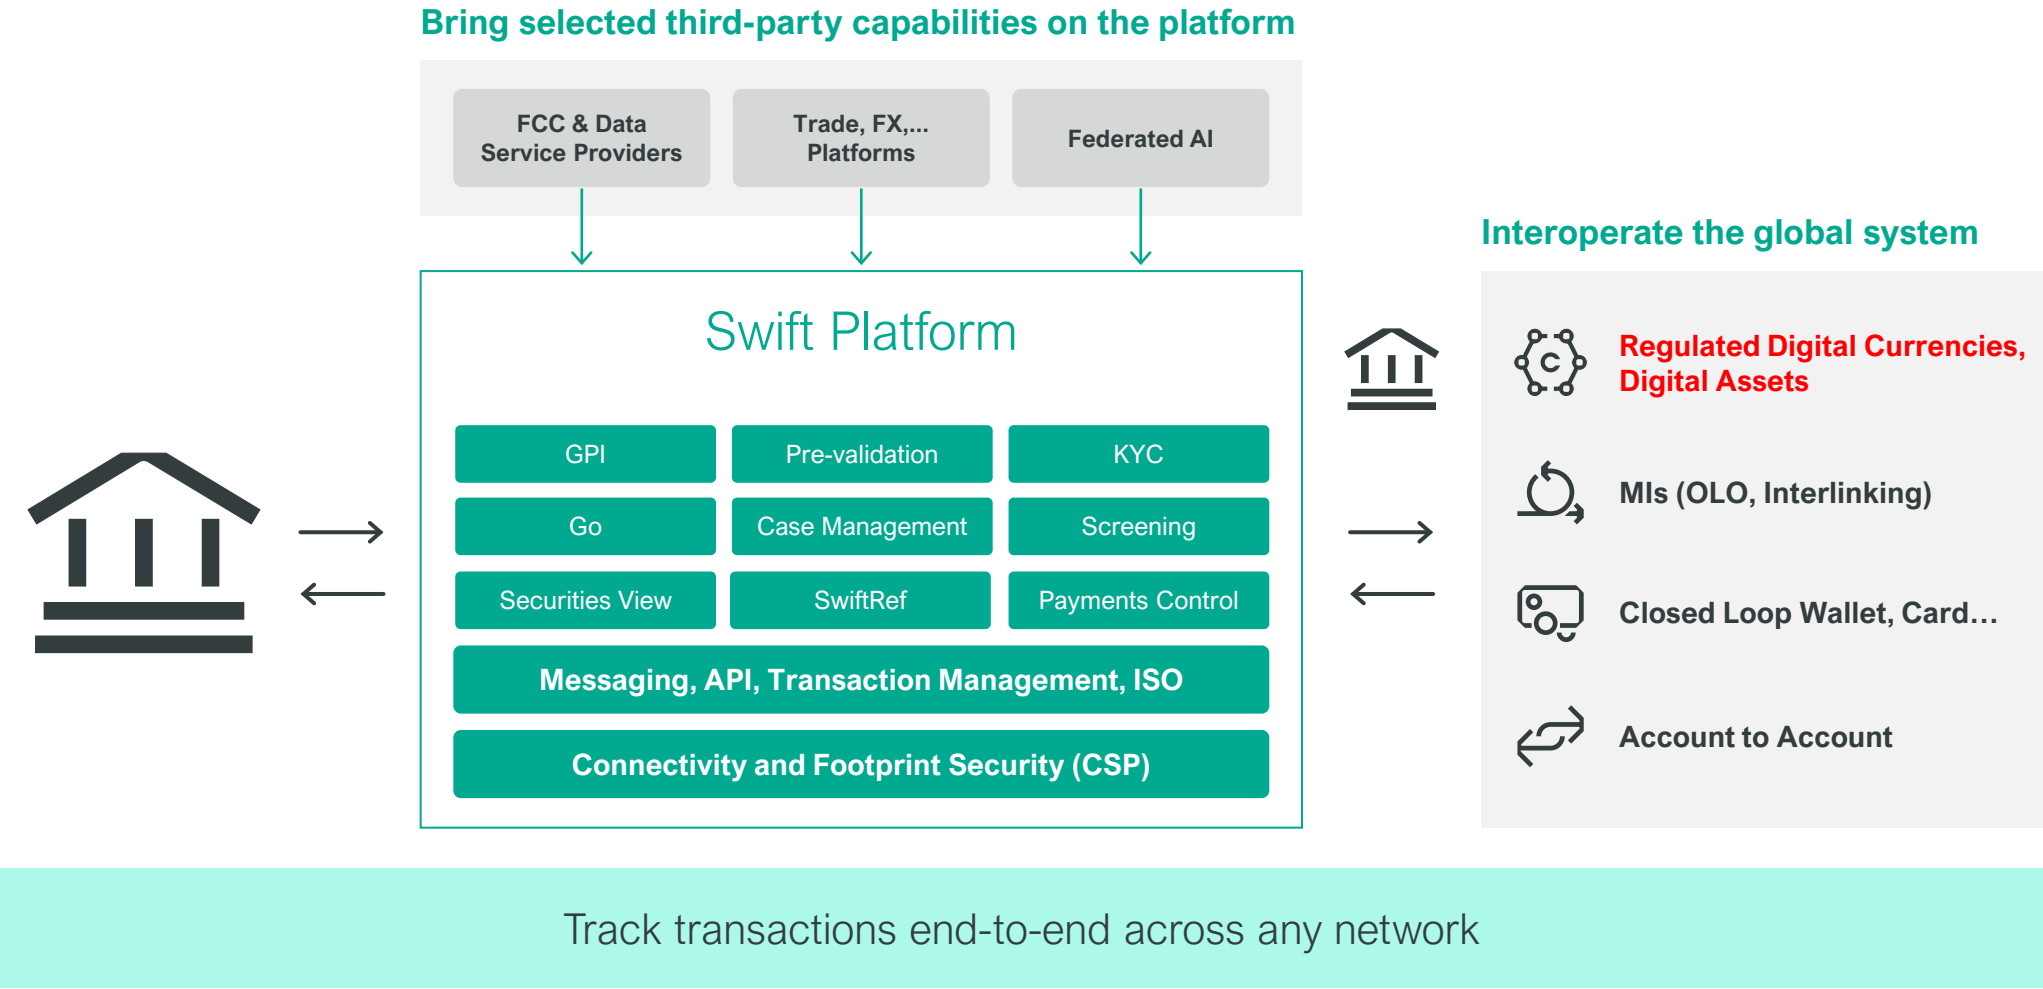 Bring selected third-party capabilities on the platform
FCC & Data
Service Providers
Trade, FX,...
Platforms
Federated AI
Swift Platform
GPI
Pre-validation
KYC
Go
Case Management
Screening
Securities View
SwiftRef
Payments Control
Messaging, API, Transaction Management, ISO
Connectivity and Footprint Security (CSP)
Interoperate the global system
C
Regulated Digital Currencies,
Digital Assets
MIs (OLO, Interlinking)
Closed Loop Wallet, Card…
Account to Account
Track transactions end-to-end across any network